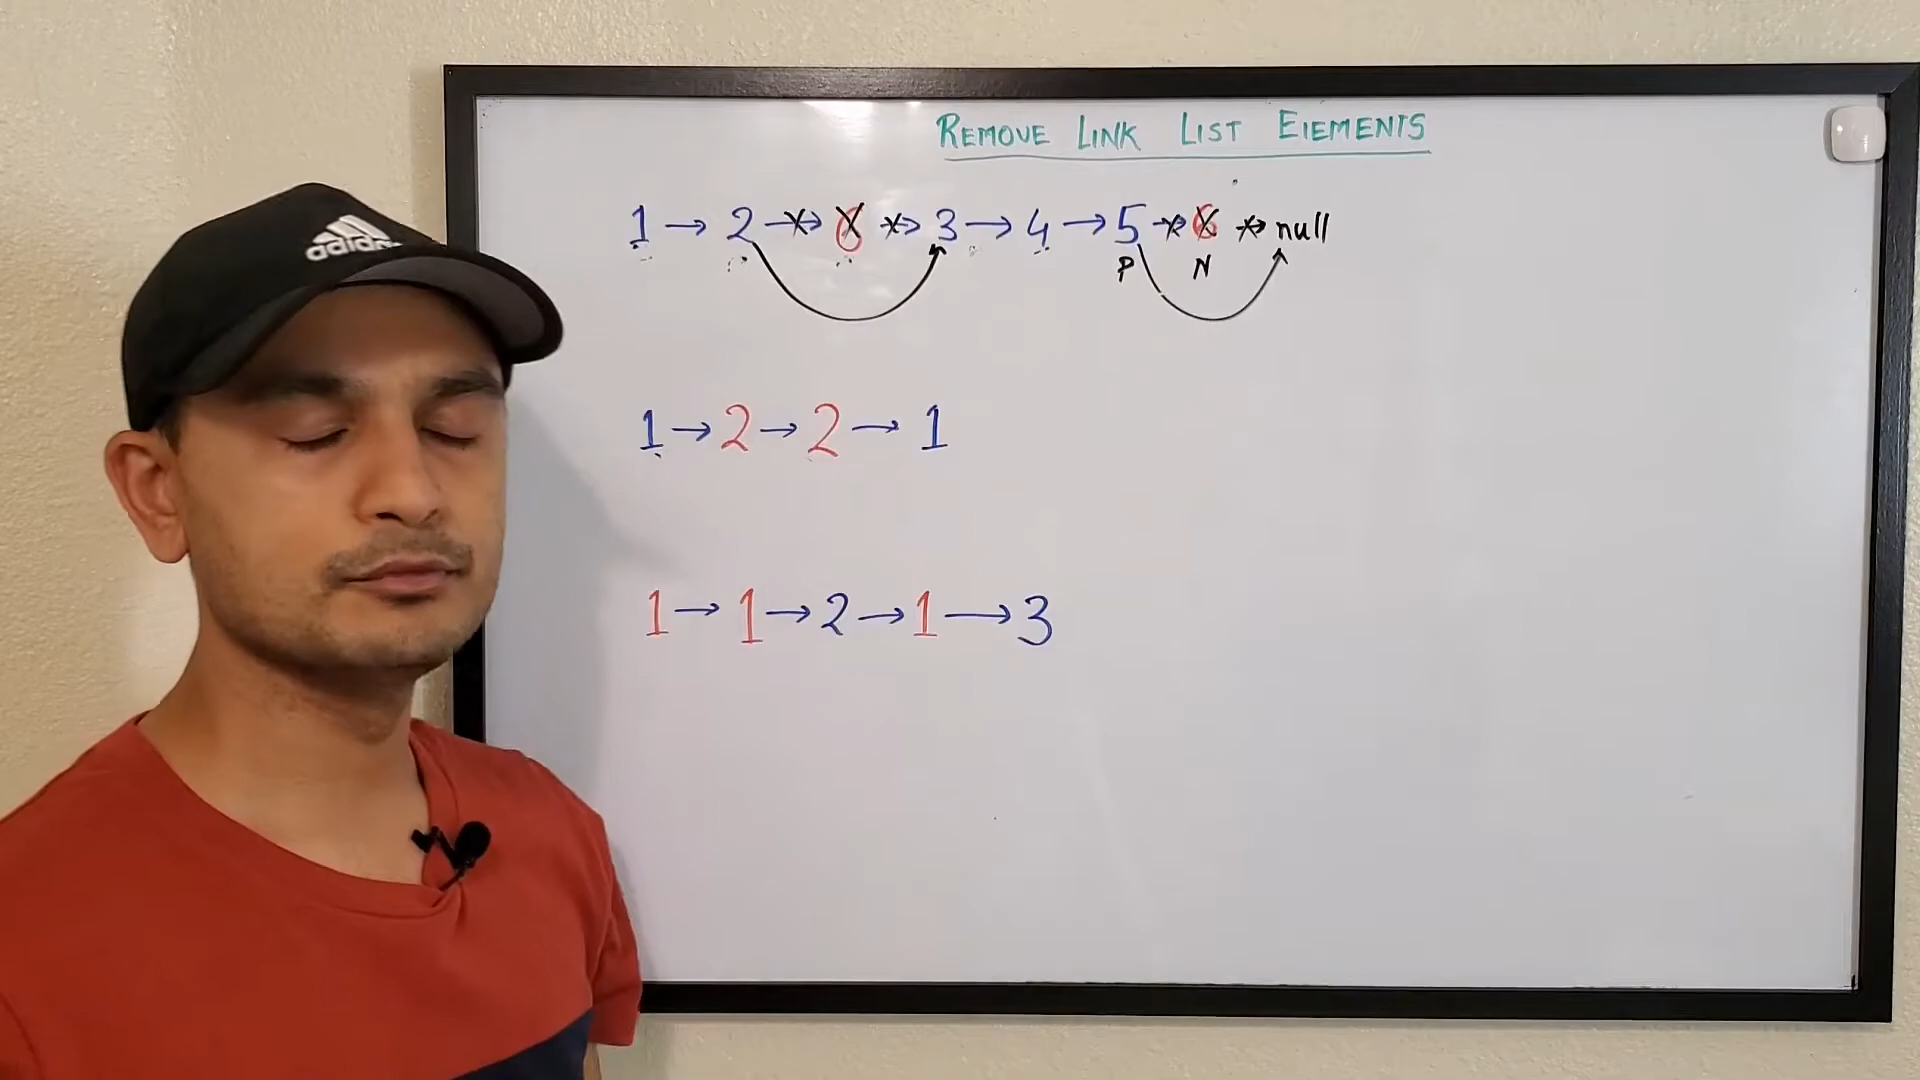 REMOVE LINK LIST ElEMENTS
1 → 2 → 6 → 3 → 4 → 5 → 6 → null
P N
1 → 2 → 2 → 1
1 → 1 → 2 → 1 → 3
adidas